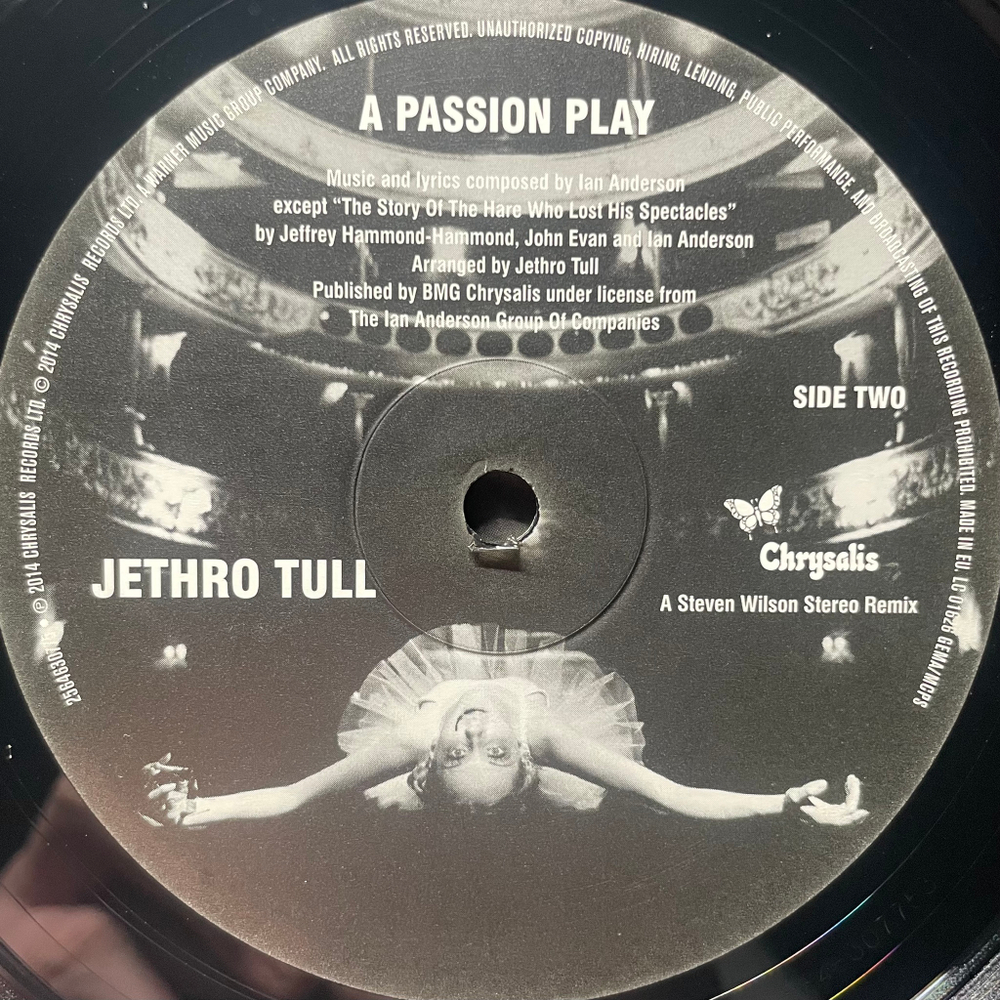 A PASSION PLAY
Music and lyrics composed by Ian Anderson
except “The Story Of The Hare Who Lost His Spectacles”
by Jeffrey Hammond-Hammond, John Evan and Ian Anderson
Arranged by Jethro Tull
Published by BMG Chrysalis under license from
The Ian Anderson Group Of Companies
SIDE TWO
Chrysalis
JETHRO TULL
A Steven Wilson Stereo Remix
℗ 2014 CHRYSALIS RECORDS LTD. © 2014 CHRYSALIS RECORDS LTD. A WARNER MUSIC GROUP COMPANY. ALL RIGHTS RESERVED. UNAUTHORIZED COPYING, HIRING, LENDING, PUBLIC PERFORMANCE, AND BROADCASTING OF THIS RECORDING PROHIBITED. MADE IN EU. LC 01626 GEMA/MCPS